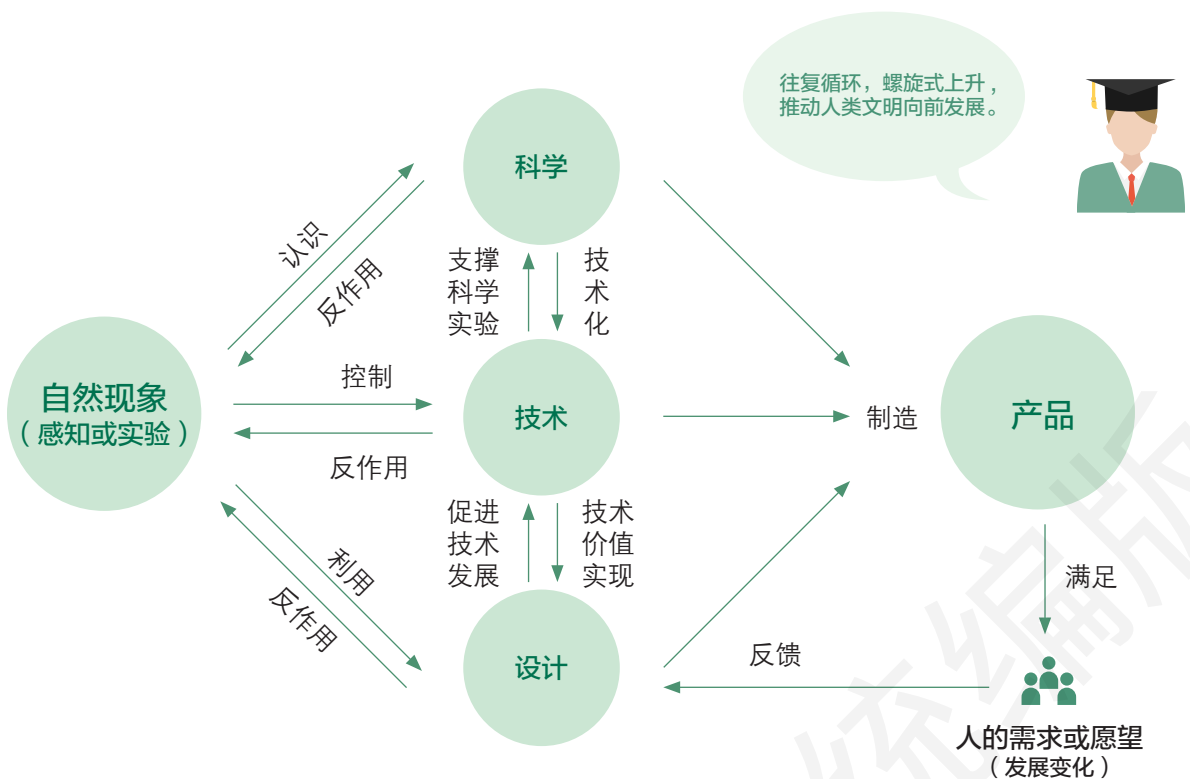 往复循环，螺旋式上升，
推动人类文明向前发展。
科学
认识
反作用
支撑
科学
实验
技
术
化
自然现象
（感知或实验）
控制
反作用
技术
制造
产品
促进
技术
发展
技术
价值
实现
利用
反作用
设计
反馈
满足
人的需求或愿望
（发展变化）
统编版